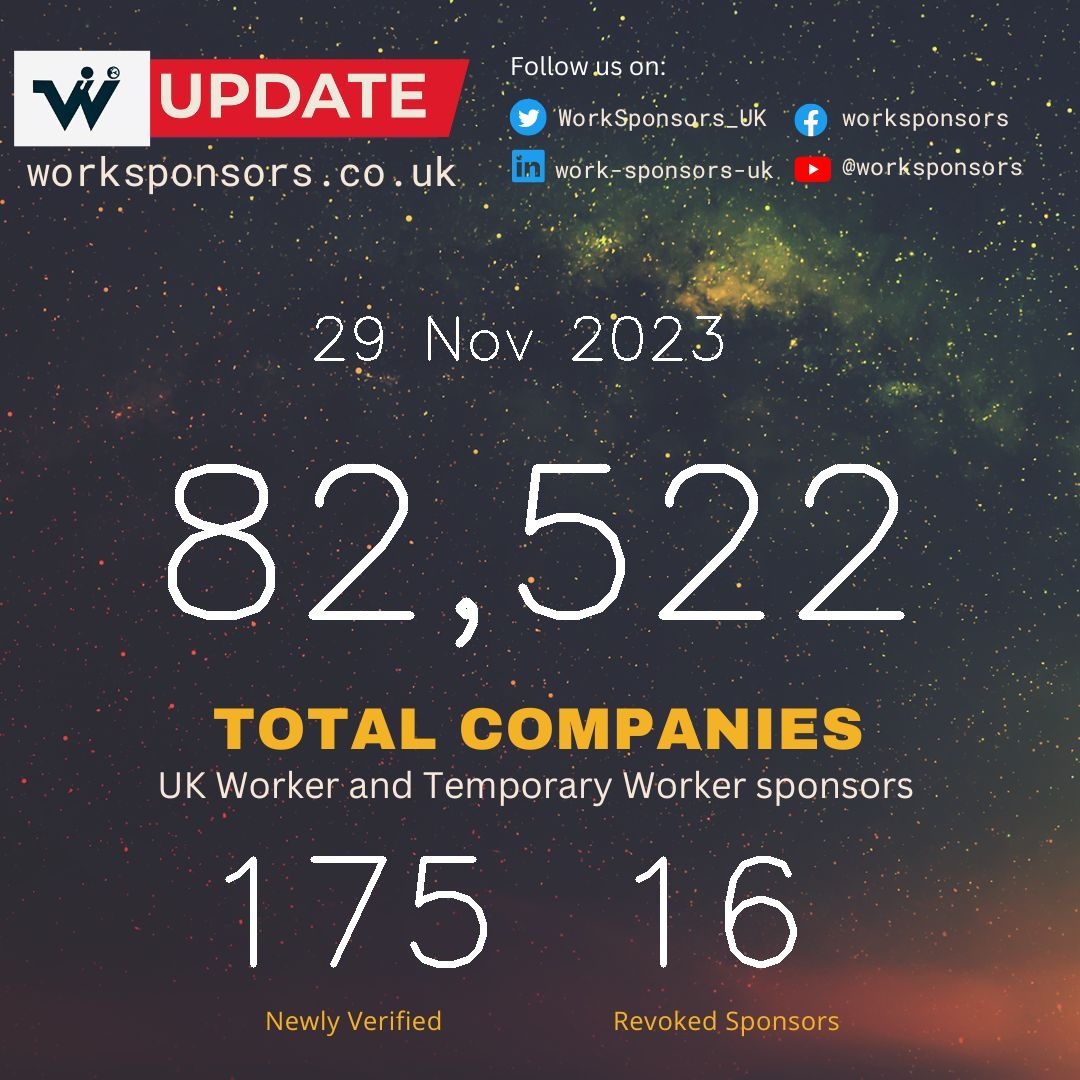 UPDATE
worksponsors.co.uk
Follow us on:
WorkSponsors_UK
worksponsors
work-sponsors-uk
@worksponsors
29 Nov 2023
82,522
TOTAL COMPANIES
UK Worker and Temporary Worker sponsors
175
16
Newly Verified
Revoked Sponsors